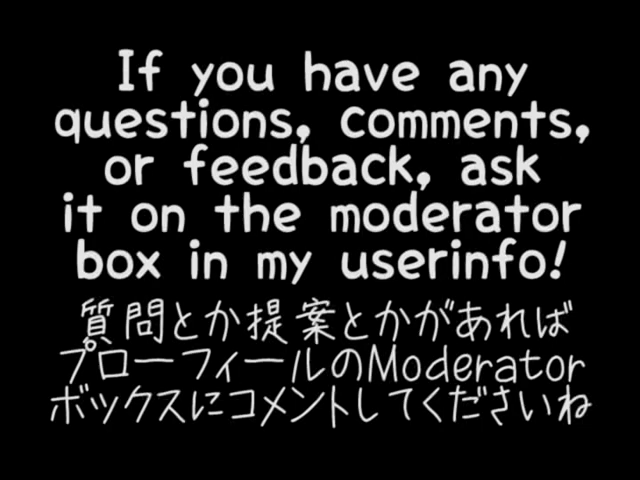 If you have any
questions, comments,
or feedback, ask
it on the moderator
box in my userinfo!
質問とか提案とかがあれば
プローフィールのModerator
ボックスにコメントしてくださいね